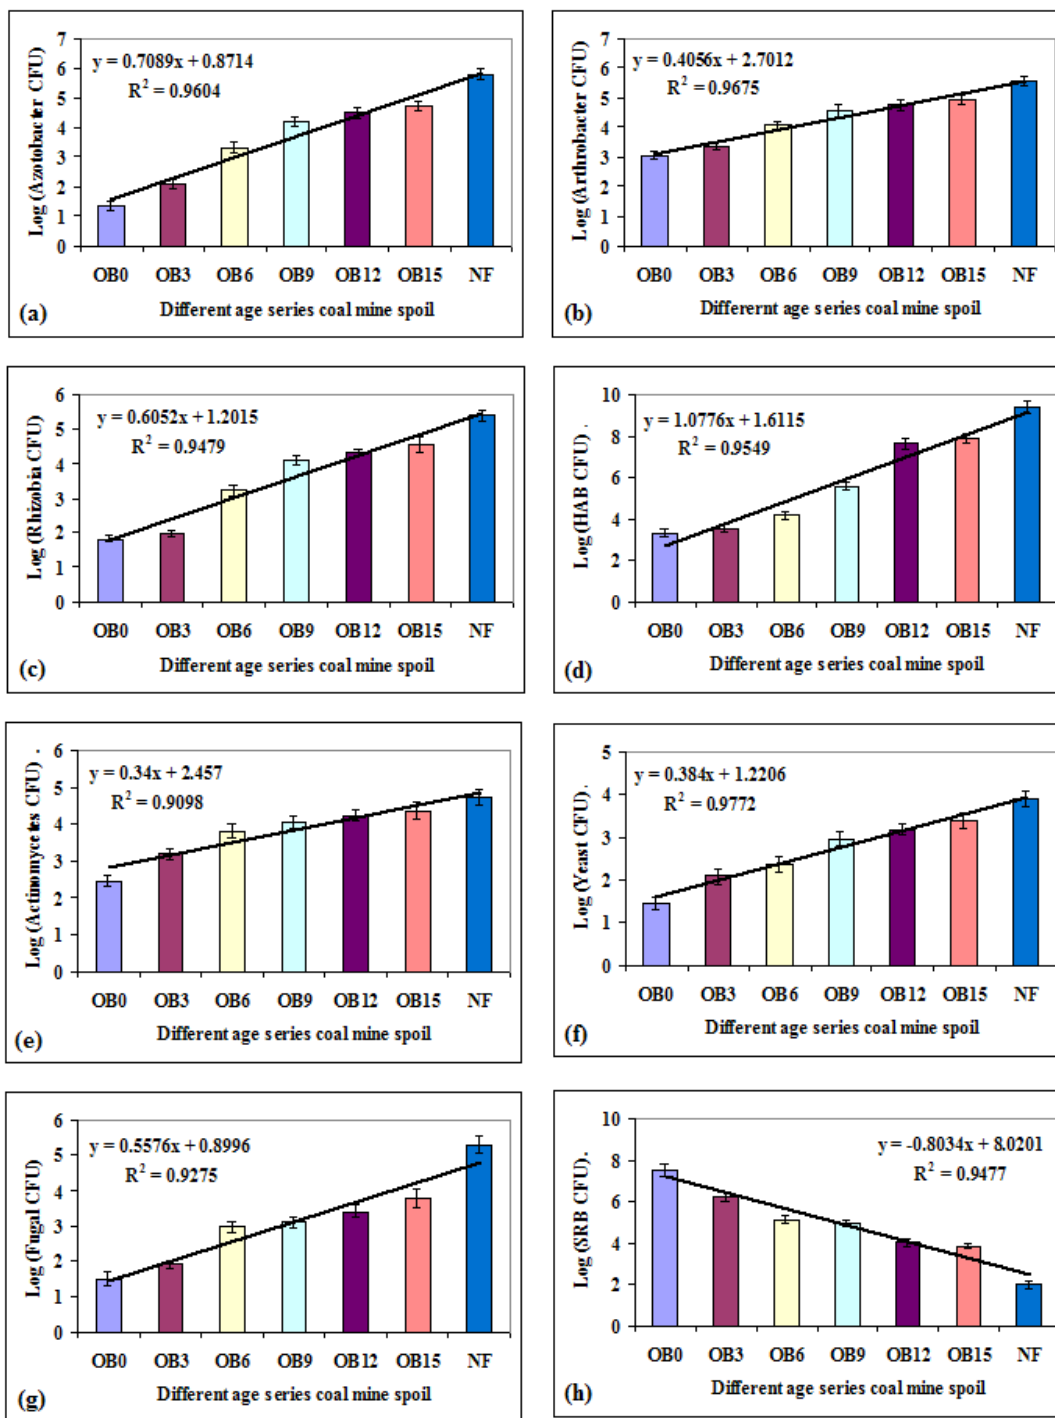 Log (Azotobacter CFU)
7
6
5
4
3
2
1
0
y = 0.7089x + 0.8714
R² = 0.9604
OB0 OB3 OB6 OB9 OB12 OB15 NF
(a) Different age series coal mine spoil
Log (Arthrobacter CFU)
7
6
5
4
3
2
1
0
y = 0.4056x + 2.7012
R² = 0.9675
OB0 OB3 OB6 OB9 OB12 OB15 NF
(b) Differernt age series coal mine spoil
Log (Rhizobia CFU)
6
5
4
3
2
1
0
y = 0.6052x + 1.2015
R² = 0.9479
OB0 OB3 OB6 OB9 OB12 OB15 NF
(c) Different age series coal mine spoil
Log (HAB CFU) .
10
8
6
4
2
0
y = 1.0776x + 1.6115
R² = 0.9549
OB0 OB3 OB6 OB9 OB12 OB15 NF
(d) Different age series coal mine spoil
Log (Actinomycetes CFU) .
6
5
4
3
2
1
0
y = 0.34x + 2.457
R² = 0.9098
OB0 OB3 OB6 OB9 OB12 OB15 NF
(e) Different age series coal mine spoil
Log (Yeast CFU) .
5
4
3
2
1
0
y = 0.384x + 1.2206
R² = 0.9772
OB0 OB3 OB6 OB9 OB12 OB15 NF
(f) Different age series coal mine spoil
Log (Fugal CFU)
6
5
4
3
2
1
0
y = 0.5576x + 0.8996
R² = 0.9275
OB0 OB3 OB6 OB9 OB12 OB15 NF
(g) Different age series coal mine spoil
Log (SRB CFU) .
10
8
6
4
2
0
y = -0.8034x + 8.0201
R² = 0.9477
OB0 OB3 OB6 OB9 OB12 OB15 NF
(h) Different age series coal mine spoil